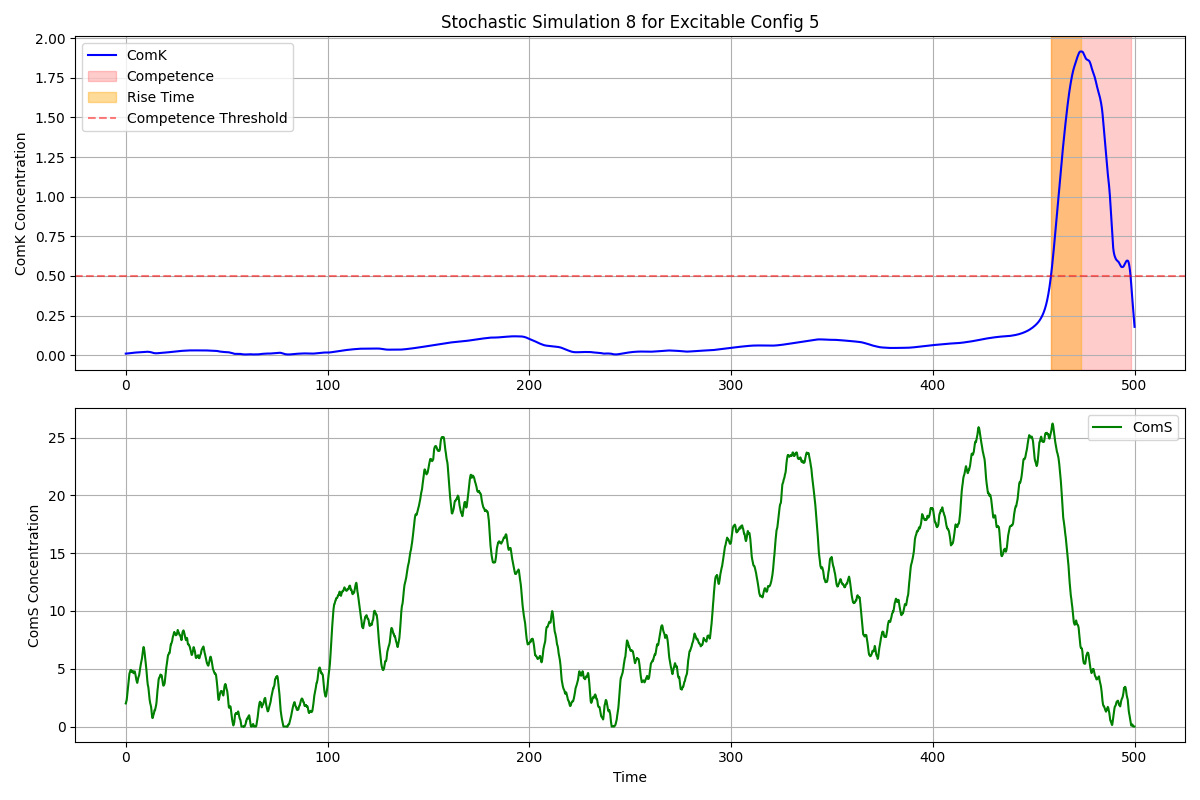 Stochastic Simulation 8 for Excitable Config 5
ComK Concentration
2.00
1.75
1.50
1.25
1.00
0.75
0.50
0.25
0.00
ComK
Competence
Rise Time
Competence Threshold
0 100 200 300 400 500
ComS Concentration
25
20
15
10
5
0
ComS
0 100 200 300 400 500
Time